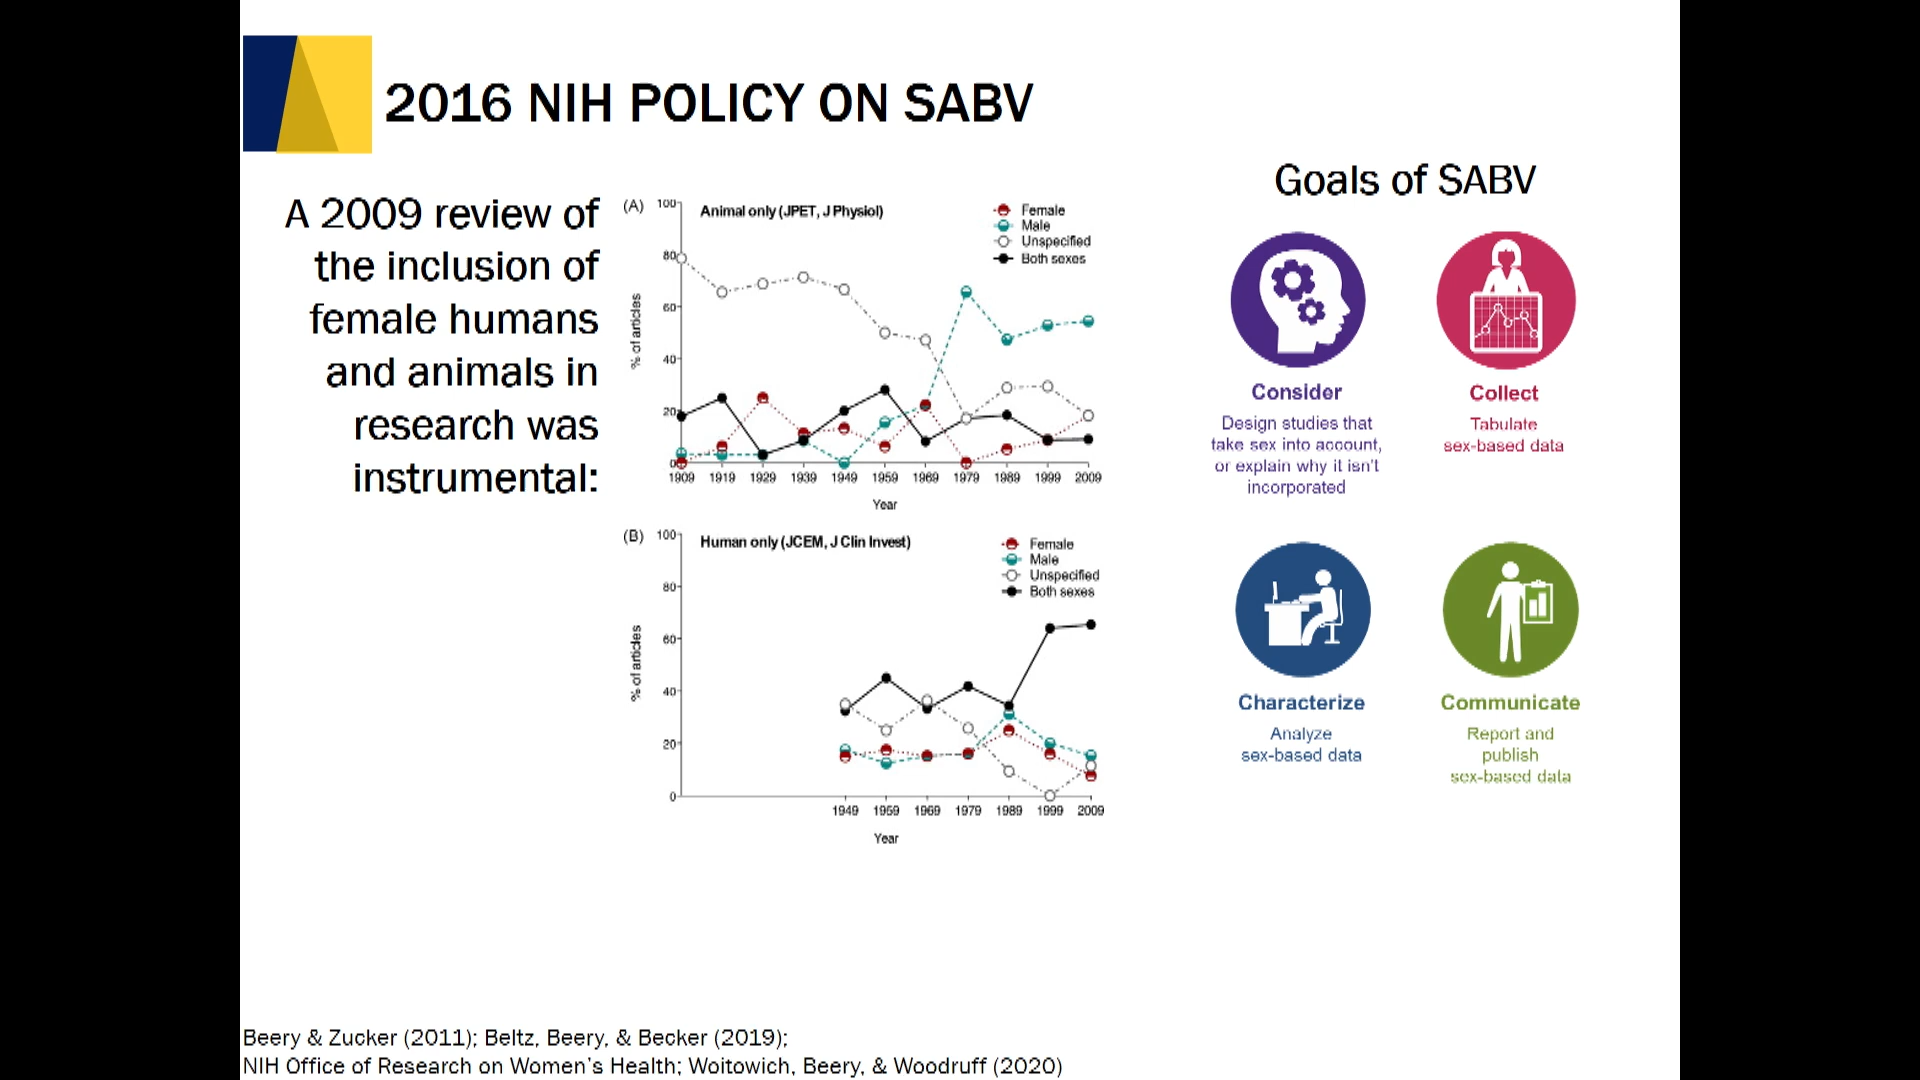 2016 NIH POLICY ON SABV
A 2009 review of
the inclusion of
female humans
and animals in
research was
instrumental:
(A)
Animal only (JPET, J Physiol)
Female
Male
Unspecified
Both sexes
100
80
60
40
20
0
% of articles
1909 1919 1929 1939 1949 1959 1969 1979 1989 1999 2009
Year
(B)
Human only (JCEM, J Clin Invest)
Female
Male
Unspecified
Both sexes
100
80
60
40
20
0
% of articles
1949 1959 1969 1979 1989 1999 2009
Year
Goals of SABV
Consider
Design studies that
take sex into account,
or explain why it isn't
incorporated
Collect
Tabulate
sex-based data
Characterize
Analyze
sex-based data
Communicate
Report and
publish
sex-based data
Beery & Zucker (2011); Beltz, Beery, & Becker (2019);
NIH Office of Research on Women's Health; Woitowich, Beery, & Woodruff (2020)